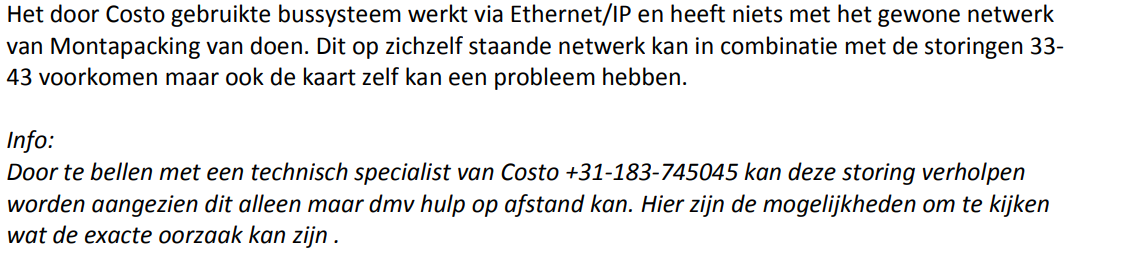 Het door Costo gebruikte bussysteem werkt via Ethernet/IP en heeft niets met het gewone netwerk
van Montapacking van doen. Dit op zichzelf staande netwerk kan in combinatie met de storingen 33-
43 voorkomen maar ook de kaart zelf kan een probleem hebben.
Info:
Door te bellen met een technisch specialist van Costo +31-183-745045 kan deze storing verholpen
worden aangezien dit alleen maar dmv hulp op afstand kan. Hier zijn de mogelijkheden om te kijken
wat de exacte oorzaak kan zijn .